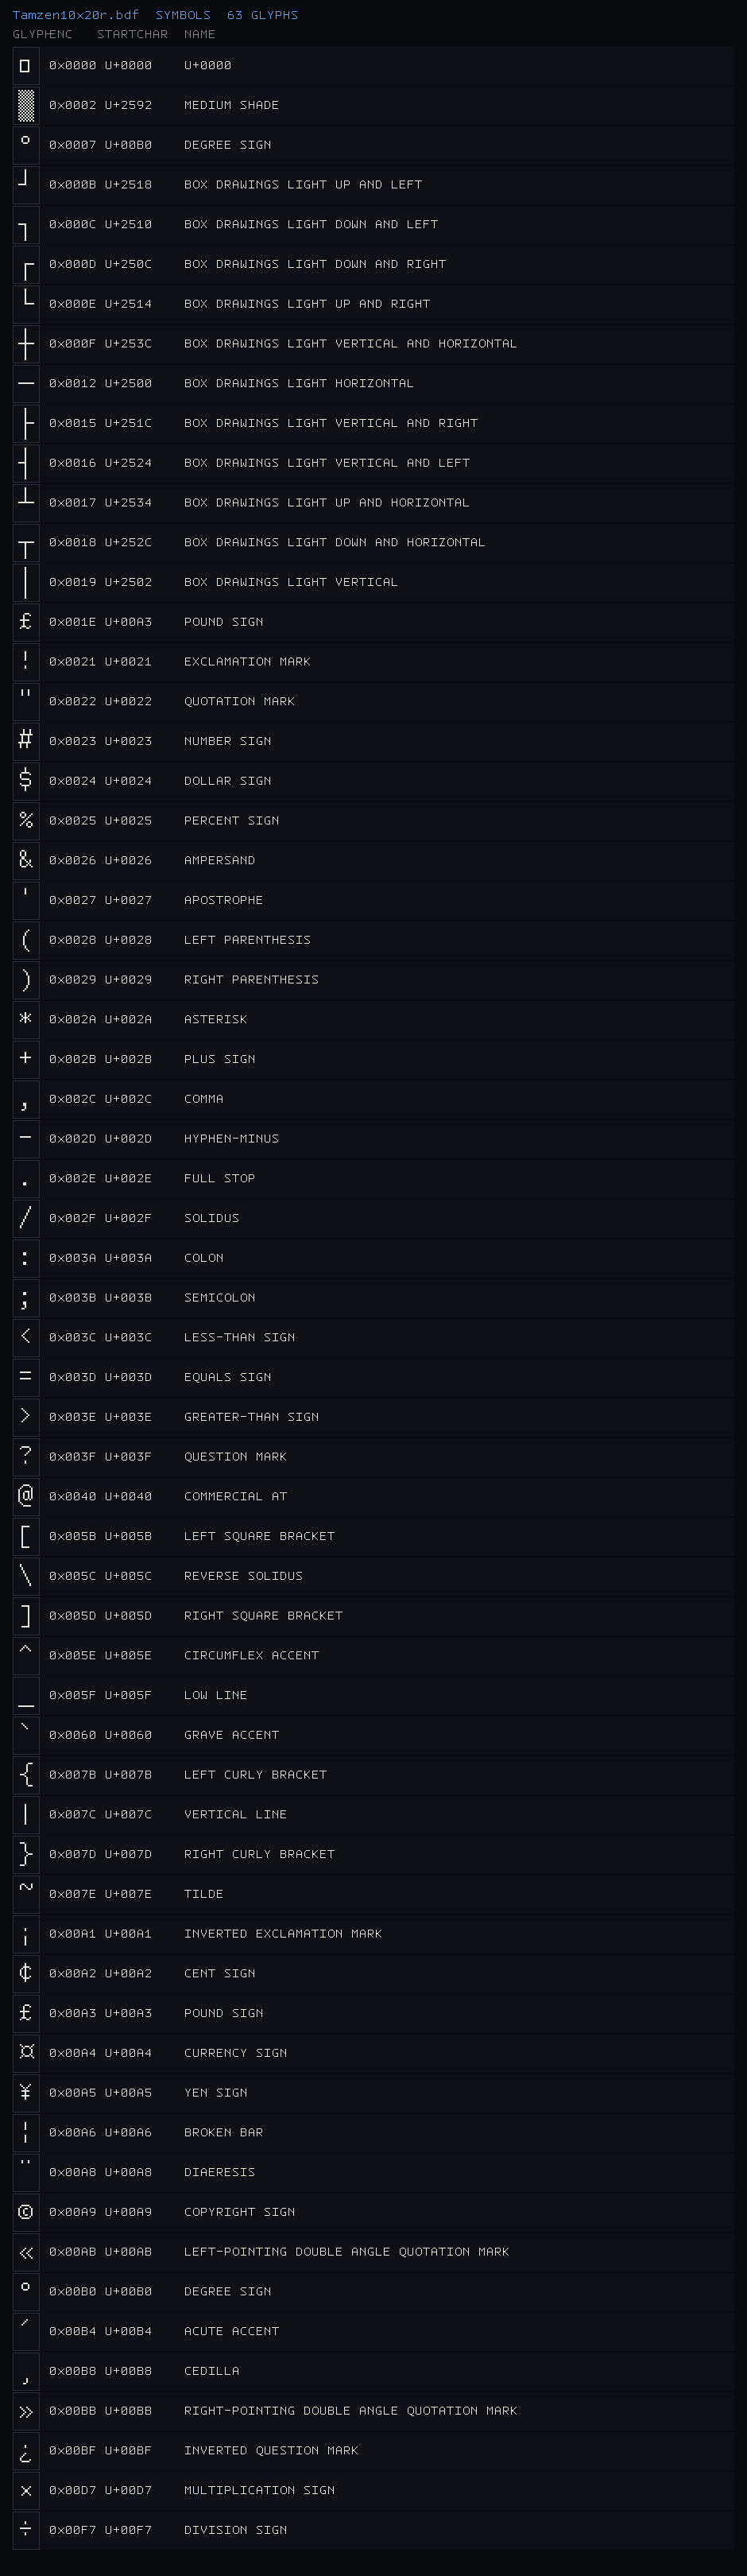 Tamzen10x20r.bdf  SYMBOLS  63 GLYPHS
GLYPHENC   STARTCHAR  NAME
▯ 0x0000 U+0000    U+0000
▒ 0x0002 U+2592    MEDIUM SHADE
° 0x0007 U+00B0    DEGREE SIGN
┘ 0x000B U+2518    BOX DRAWINGS LIGHT UP AND LEFT
┐ 0x000C U+2510    BOX DRAWINGS LIGHT DOWN AND LEFT
┌ 0x000D U+250C    BOX DRAWINGS LIGHT DOWN AND RIGHT
└ 0x000E U+2514    BOX DRAWINGS LIGHT UP AND RIGHT
┼ 0x000F U+253C    BOX DRAWINGS LIGHT VERTICAL AND HORIZONTAL
─ 0x0012 U+2500    BOX DRAWINGS LIGHT HORIZONTAL
├ 0x0015 U+251C    BOX DRAWINGS LIGHT VERTICAL AND RIGHT
┤ 0x0016 U+2524    BOX DRAWINGS LIGHT VERTICAL AND LEFT
┴ 0x0017 U+2534    BOX DRAWINGS LIGHT UP AND HORIZONTAL
┬ 0x0018 U+252C    BOX DRAWINGS LIGHT DOWN AND HORIZONTAL
│ 0x0019 U+2502    BOX DRAWINGS LIGHT VERTICAL
£ 0x001E U+00A3    POUND SIGN
! 0x0021 U+0021    EXCLAMATION MARK
" 0x0022 U+0022    QUOTATION MARK
# 0x0023 U+0023    NUMBER SIGN
$ 0x0024 U+0024    DOLLAR SIGN
% 0x0025 U+0025    PERCENT SIGN
& 0x0026 U+0026    AMPERSAND
' 0x0027 U+0027    APOSTROPHE
( 0x0028 U+0028    LEFT PARENTHESIS
) 0x0029 U+0029    RIGHT PARENTHESIS
* 0x002A U+002A    ASTERISK
+ 0x002B U+002B    PLUS SIGN
, 0x002C U+002C    COMMA
- 0x002D U+002D    HYPHEN-MINUS
. 0x002E U+002E    FULL STOP
/ 0x002F U+002F    SOLIDUS
: 0x003A U+003A    COLON
; 0x003B U+003B    SEMICOLON
< 0x003C U+003C    LESS-THAN SIGN
= 0x003D U+003D    EQUALS SIGN
> 0x003E U+003E    GREATER-THAN SIGN
? 0x003F U+003F    QUESTION MARK
@ 0x0040 U+0040    COMMERCIAL AT
[ 0x005B U+005B    LEFT SQUARE BRACKET
\ 0x005C U+005C    REVERSE SOLIDUS
] 0x005D U+005D    RIGHT SQUARE BRACKET
^ 0x005E U+005E    CIRCUMFLEX ACCENT
_ 0x005F U+005F    LOW LINE
` 0x0060 U+0060    GRAVE ACCENT
{ 0x007B U+007B    LEFT CURLY BRACKET
| 0x007C U+007C    VERTICAL LINE
} 0x007D U+007D    RIGHT CURLY BRACKET
~ 0x007E U+007E    TILDE
¡ 0x00A1 U+00A1    INVERTED EXCLAMATION MARK
¢ 0x00A2 U+00A2    CENT SIGN
£ 0x00A3 U+00A3    POUND SIGN
¤ 0x00A4 U+00A4    CURRENCY SIGN
¥ 0x00A5 U+00A5    YEN SIGN
¦ 0x00A6 U+00A6    BROKEN BAR
¨ 0x00A8 U+00A8    DIAERESIS
© 0x00A9 U+00A9    COPYRIGHT SIGN
« 0x00AB U+00AB    LEFT-POINTING DOUBLE ANGLE QUOTATION MARK
° 0x00B0 U+00B0    DEGREE SIGN
´ 0x00B4 U+00B4    ACUTE ACCENT
¸ 0x00B8 U+00B8    CEDILLA
» 0x00BB U+00BB    RIGHT-POINTING DOUBLE ANGLE QUOTATION MARK
¿ 0x00BF U+00BF    INVERTED QUESTION MARK
× 0x00D7 U+00D7    MULTIPLICATION SIGN
÷ 0x00F7 U+00F7    DIVISION SIGN